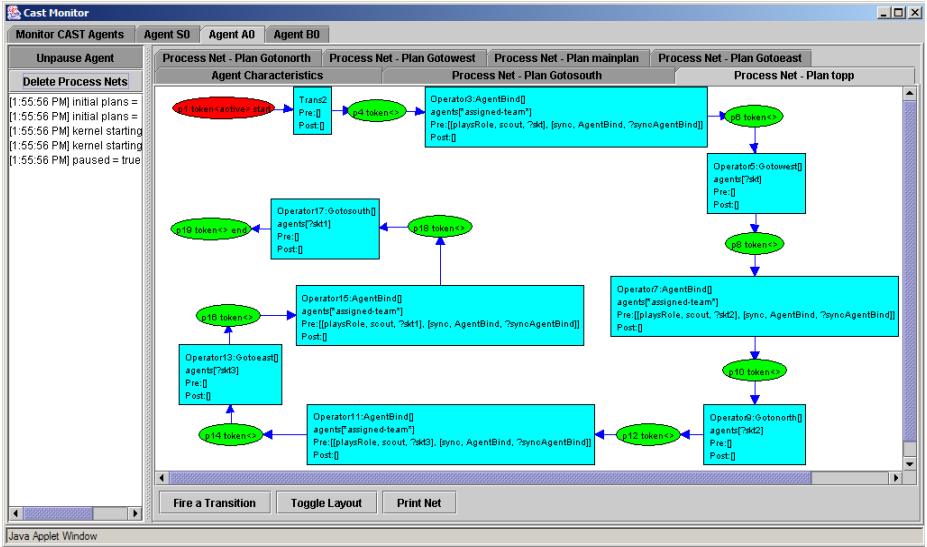 Cast Monitor
Monitor CAST Agents
Agent S0
Agent A0
Agent B0
Unpause Agent
Delete Process Nets
[1:55:56 PM] initial plans =
[1:55:56 PM] initial plans =
[1:55:56 PM] kernel starting
[1:55:56 PM] kernel starting
[1:55:56 PM] paused = true
Process Net - Plan Gotonorth
Process Net - Plan Gotowest
Process Net - Plan mainplan
Process Net - Plan Gotoeast
Agent Characteristics
Process Net - Plan Gotosouth
Process Net - Plan topp
p1 token<active> start
Trans2
Pre:[]
Post:[]
p4 token<>
Operator3:AgentBind[]
agents["assigned-team"]
Pre:[[playsRole, scout, ?skt], [sync, AgentBind, ?syncAgentBind]]
Post:[]
p6 token<>
Operator5:Gotowest[]
agents[?skt]
Pre:[]
Post:[]
p8 token<>
Operator7:AgentBind[]
agents["assigned-team"]
Pre:[[playsRole, scout, ?skt2], [sync, AgentBind, ?syncAgentBind]]
Post:[]
p10 token<>
Operator9:Gotonorth[]
agents[?skt2]
Pre:[]
Post:[]
p12 token<>
Operator11:AgentBind[]
agents["assigned-team"]
Pre:[[playsRole, scout, ?skt3], [sync, AgentBind, ?syncAgentBind]]
Post:[]
p14 token<>
Operator13:Gotoeast[]
agents[?skt3]
Pre:[]
Post:[]
p16 token<>
Operator15:AgentBind[]
agents["assigned-team"]
Pre:[[playsRole, scout, ?skt1], [sync, AgentBind, ?syncAgentBind]]
Post:[]
p18 token<>
Operator17:Gotosouth[]
agents[?skt1]
Pre:[]
Post:[]
p19 token<> end
Fire a Transition
Toggle Layout
Print Net
Java Applet Window